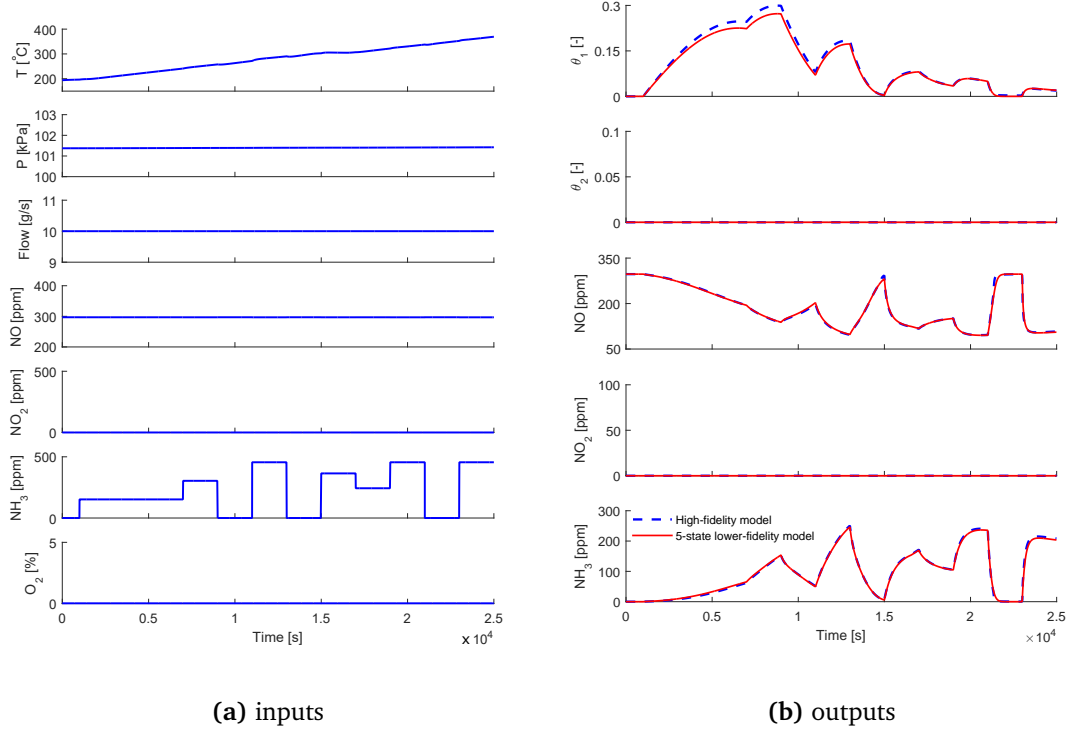 400
300
200
T [°C]
103
102
101
100
P [kPa]
11
10
9
Flow [g/s]
400
300
200
NO [ppm]
500
0
NO₂ [ppm]
500
0
NH₃ [ppm]
5
0
O₂ [%]
0 0.5 1 1.5 2 2.5
Time [s]
x 10⁴
(a) inputs
0.3
0.15
0
θ₁ [-]
0.1
0.05
0
θ₂ [-]
350
200
50
NO [ppm]
100
50
0
NO₂ [ppm]
300
200
100
0
NH₃ [ppm]
High-fidelity model
5-state lower-fidelity model
0 0.5 1 1.5 2 2.5
Time [s]
×10⁴
(b) outputs